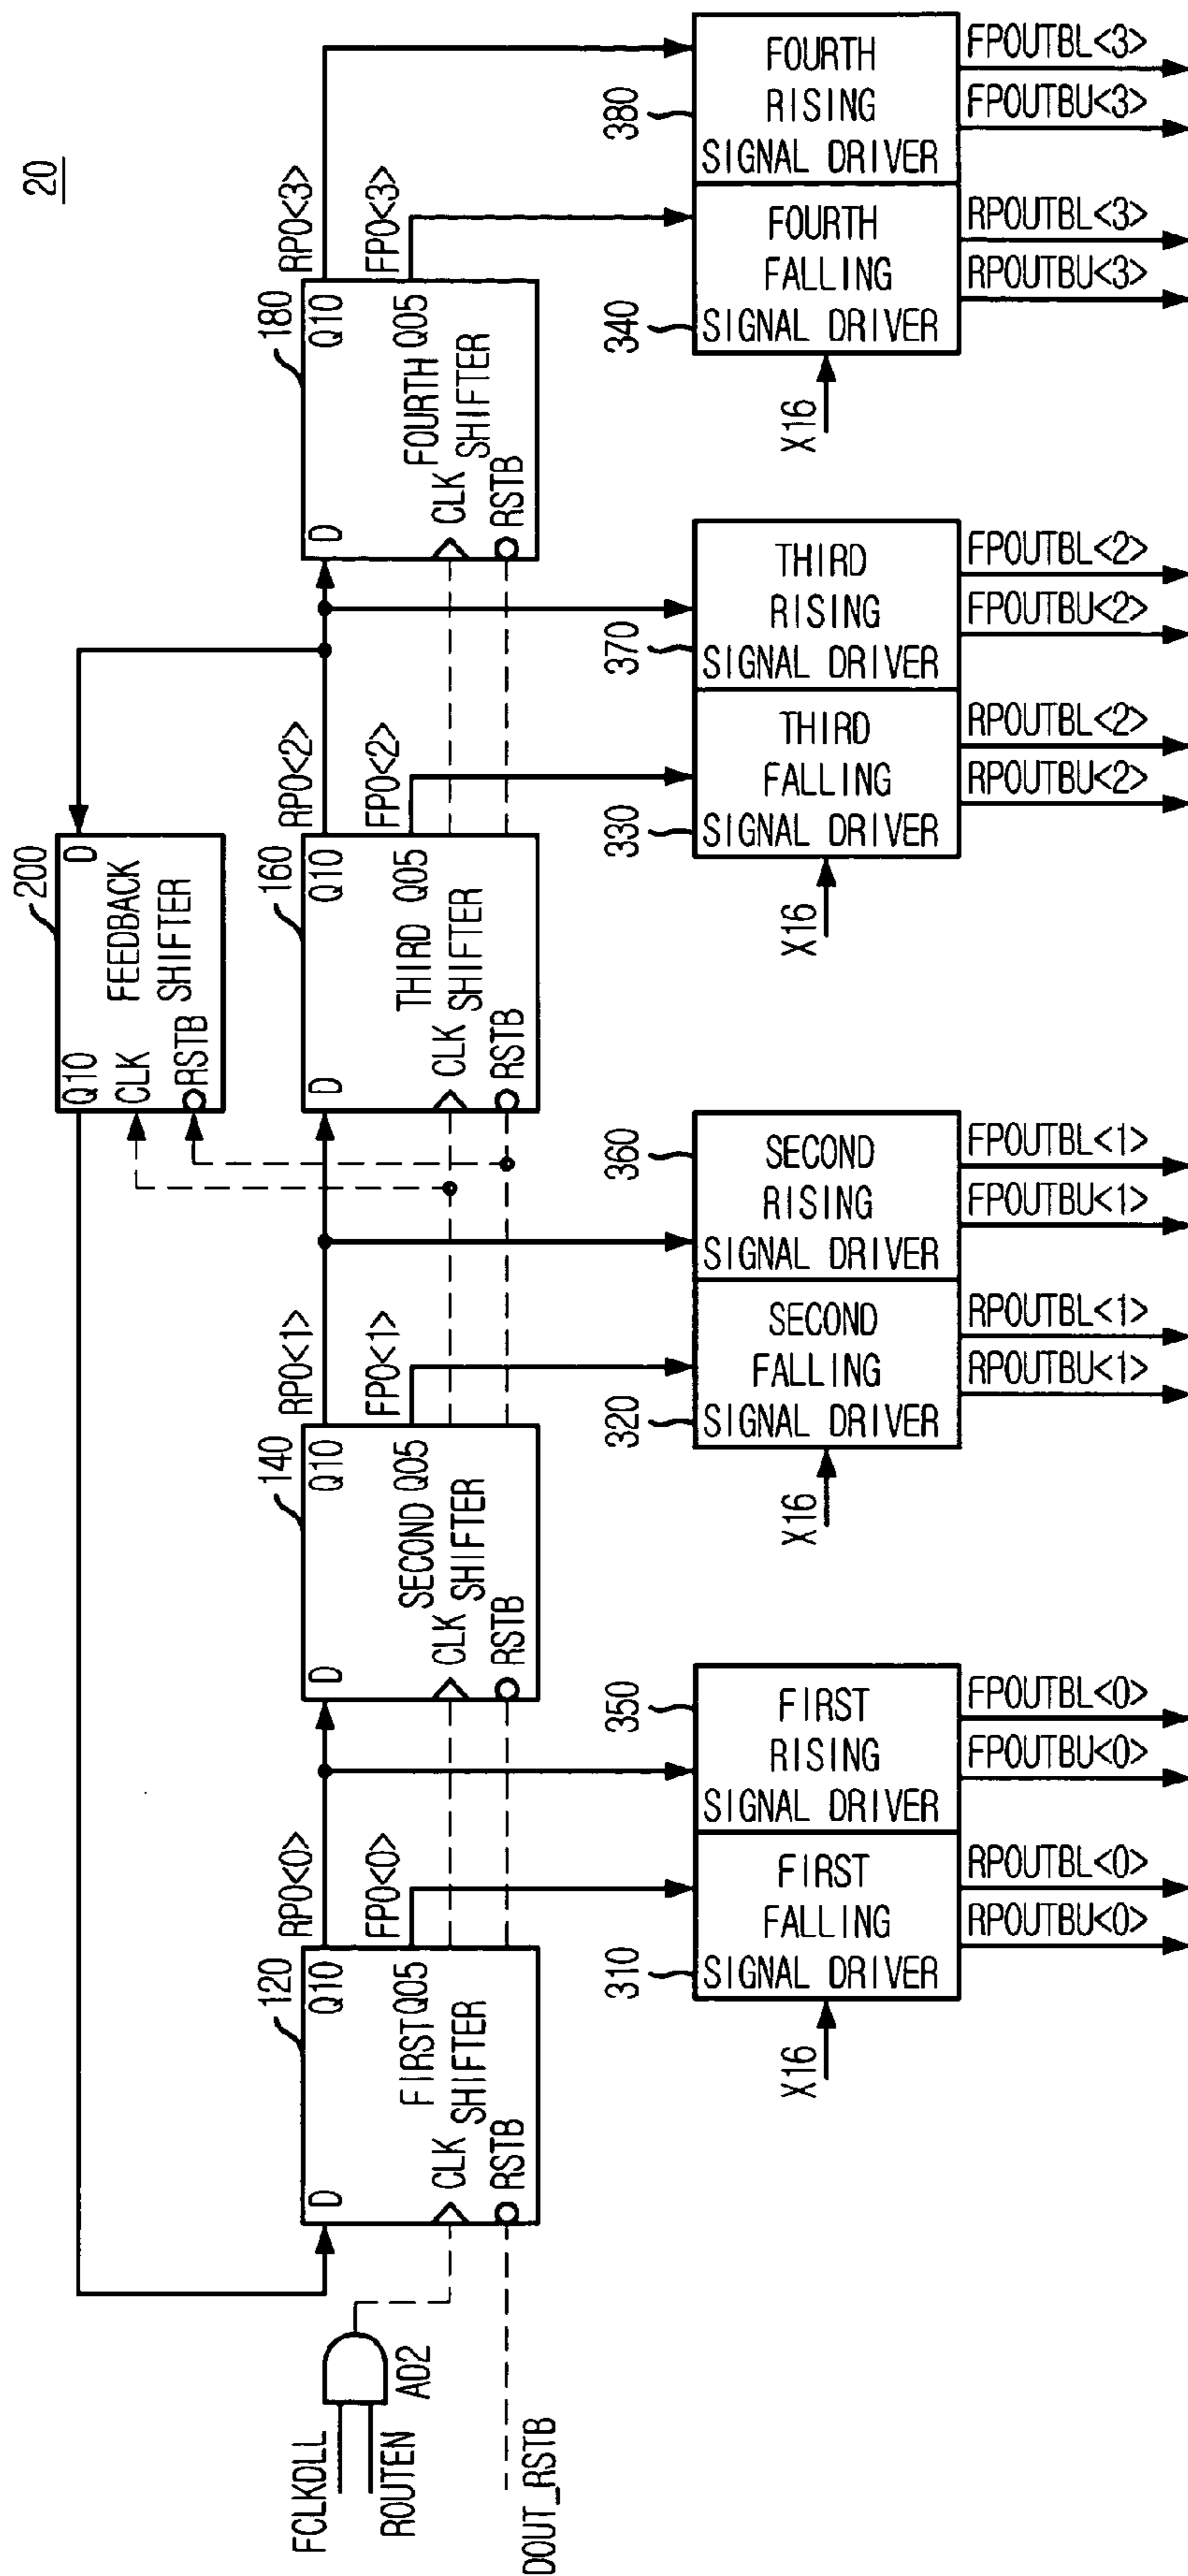 20
200
D
FEEDBACK
SHIFTER
Q10
CLK
RSTB
FCLKDLL
ROUTEN
AD2
DOUT_RSTB
120
D
Q10
FIRST Q05
SHIFTER
CLK
RSTB
RPO<0>
FPO<0>
140
D
Q10
SECOND Q05
SHIFTER
CLK
RSTB
RPO<1>
FPO<1>
160
D
Q10
THIRD Q05
SHIFTER
CLK
RSTB
RPO<2>
FPO<2>
180
D
Q10
FOURTH Q05
SHIFTER
CLK
RSTB
RPO<3>
FPO<3>
X16
310
FIRST
FALLING
SIGNAL DRIVER
350
FIRST
RISING
SIGNAL DRIVER
RPOUTBU<0>
RPOUTBL<0>
FPOUTBU<0>
FPOUTBL<0>
X16
320
SECOND
FALLING
SIGNAL DRIVER
360
SECOND
RISING
SIGNAL DRIVER
RPOUTBU<1>
RPOUTBL<1>
FPOUTBU<1>
FPOUTBL<1>
X16
330
THIRD
FALLING
SIGNAL DRIVER
370
THIRD
RISING
SIGNAL DRIVER
RPOUTBU<2>
RPOUTBL<2>
FPOUTBU<2>
FPOUTBL<2>
X16
340
FOURTH
FALLING
SIGNAL DRIVER
380
FOURTH
RISING
SIGNAL DRIVER
RPOUTBU<3>
RPOUTBL<3>
FPOUTBU<3>
FPOUTBL<3>